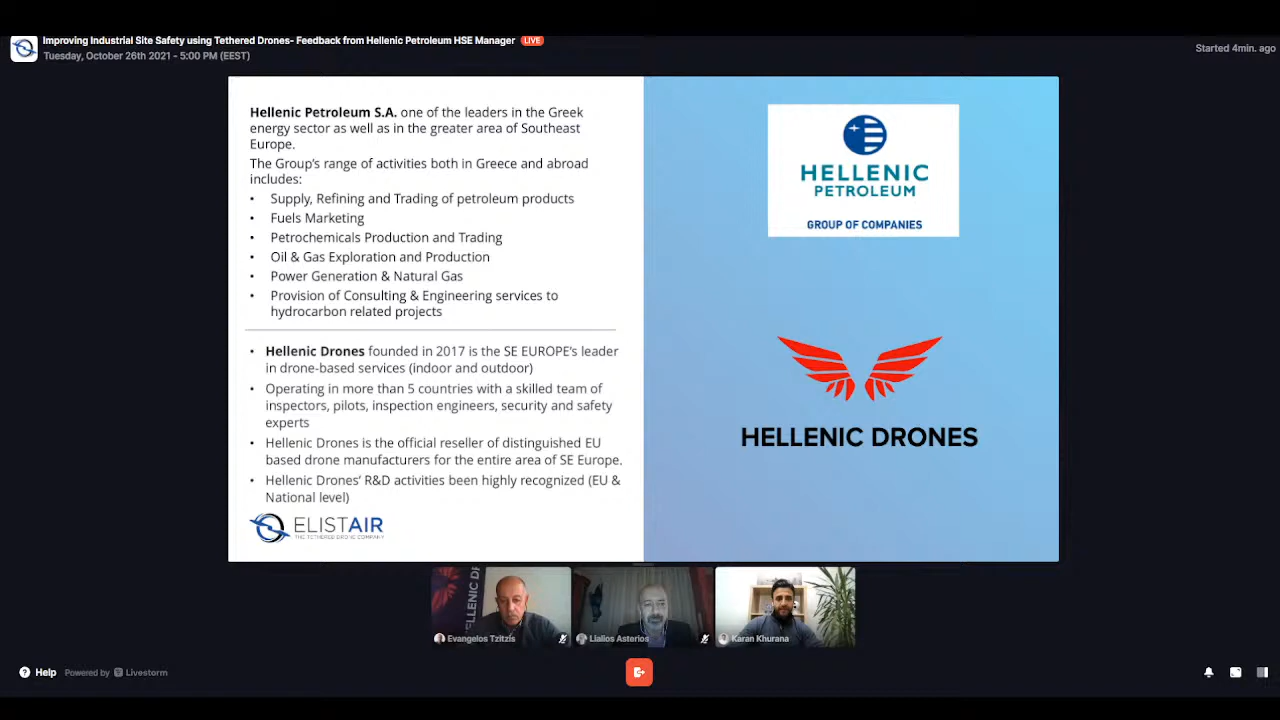 Improving Industrial Site Safety using Tethered Drones- Feedback from Hellenic Petroleum HSE Manager LIVE
Tuesday, October 26th 2021 - 5:00 PM (EEST)
Started 4min. ago
Hellenic Petroleum S.A. one of the leaders in the Greek
energy sector as well as in the greater area of Southeast
Europe.
The Group's range of activities both in Greece and abroad
includes:
• Supply, Refining and Trading of petroleum products
• Fuels Marketing
• Petrochemicals Production and Trading
• Oil & Gas Exploration and Production
• Power Generation & Natural Gas
• Provision of Consulting & Engineering services to
hydrocarbon related projects
• Hellenic Drones founded in 2017 is the SE EUROPE's leader
in drone-based services (indoor and outdoor)
• Operating in more than 5 countries with a skilled team of
inspectors, pilots, inspection engineers, security and safety
experts
• Hellenic Drones is the official reseller of distinguished EU
based drone manufacturers for the entire area of SE Europe.
• Hellenic Drones' R&D activities been highly recognized (EU &
National level)
ELISTAIR
THE TETHERED DRONE COMPANY
HELLENIC
PETROLEUM
GROUP OF COMPANIES
HELLENIC DRONES
ELLENIC DR
Evangelos Tzitzis
Lialios Asterios
Karan Khurana
Help
Powered by Livestorm